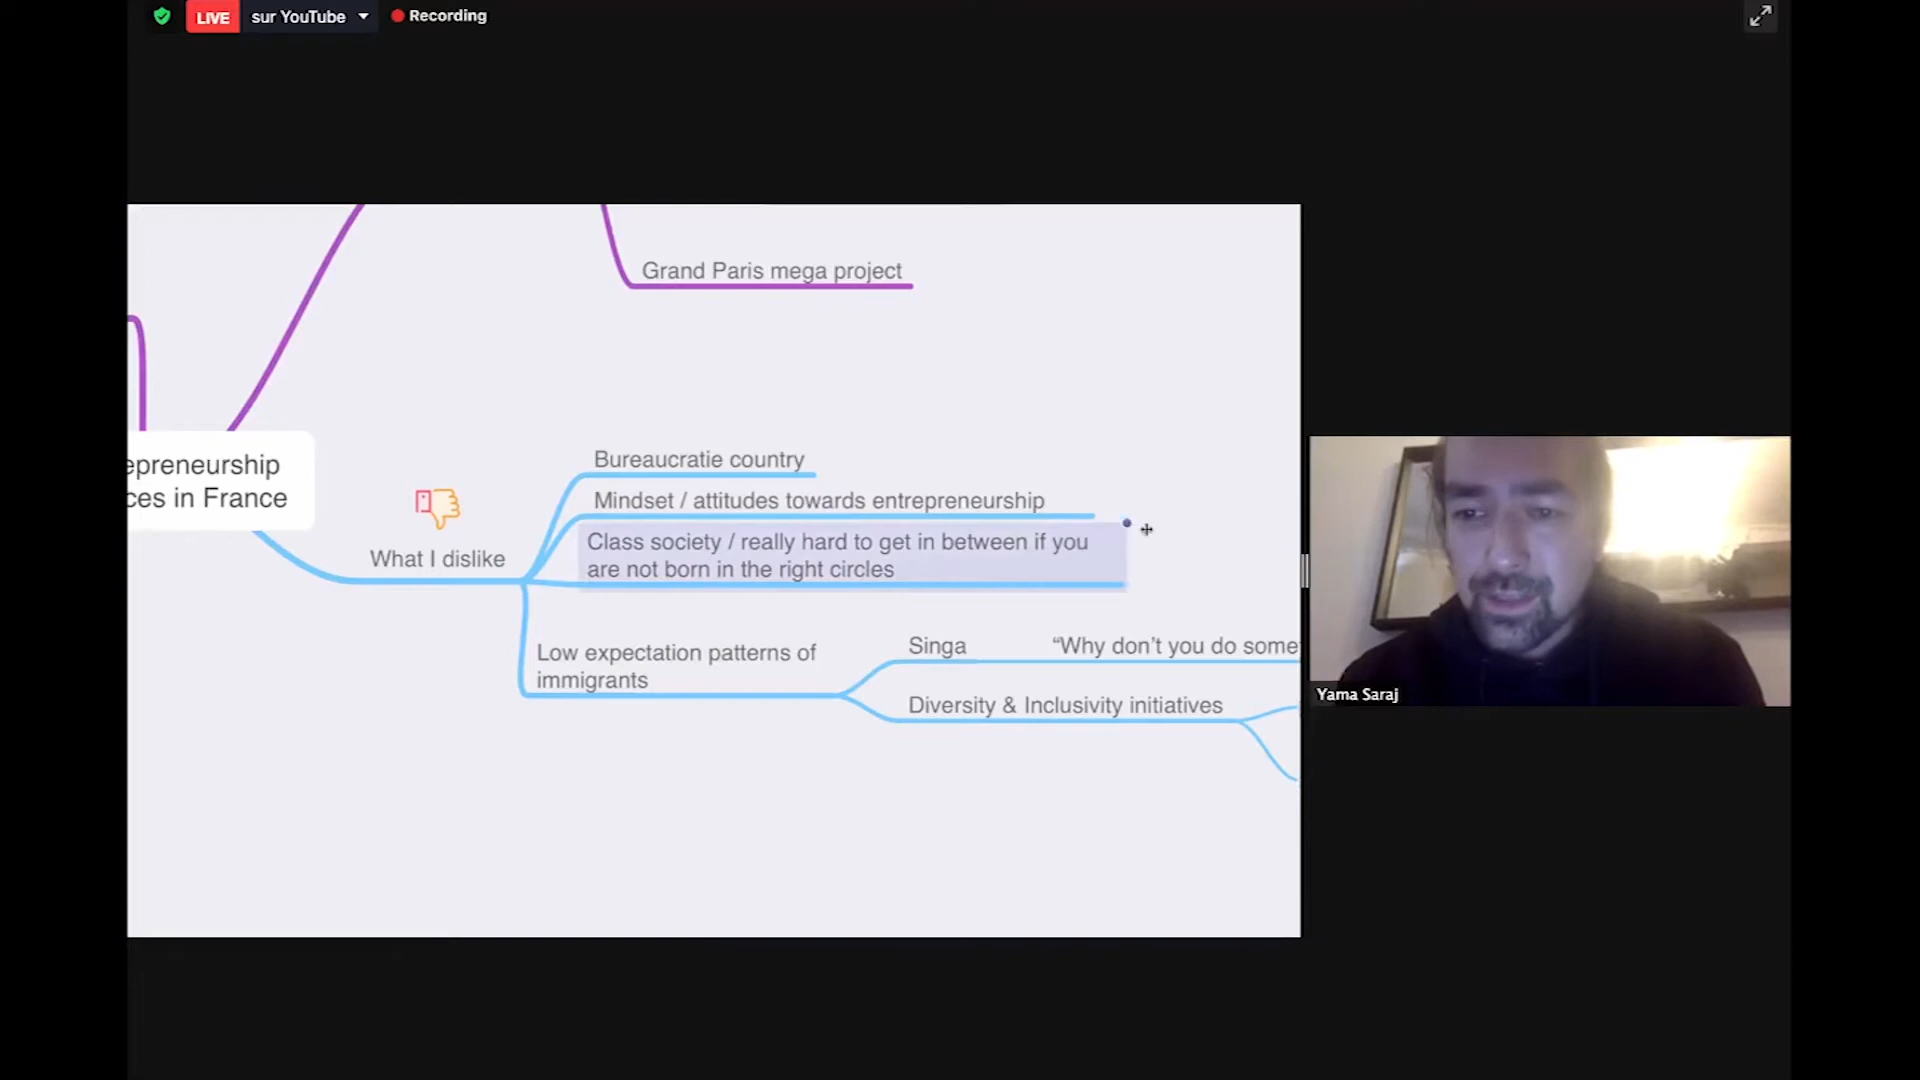 LIVE sur YouTube Recording
Grand Paris mega project
epreneurship
ces in France
What I dislike
Bureaucratie country
Mindset / attitudes towards entrepreneurship
Class society / really hard to get in between if you
are not born in the right circles
Low expectation patterns of
immigrants
Singa
“Why don’t you do some
Diversity & Inclusivity initiatives
Yama Saraj